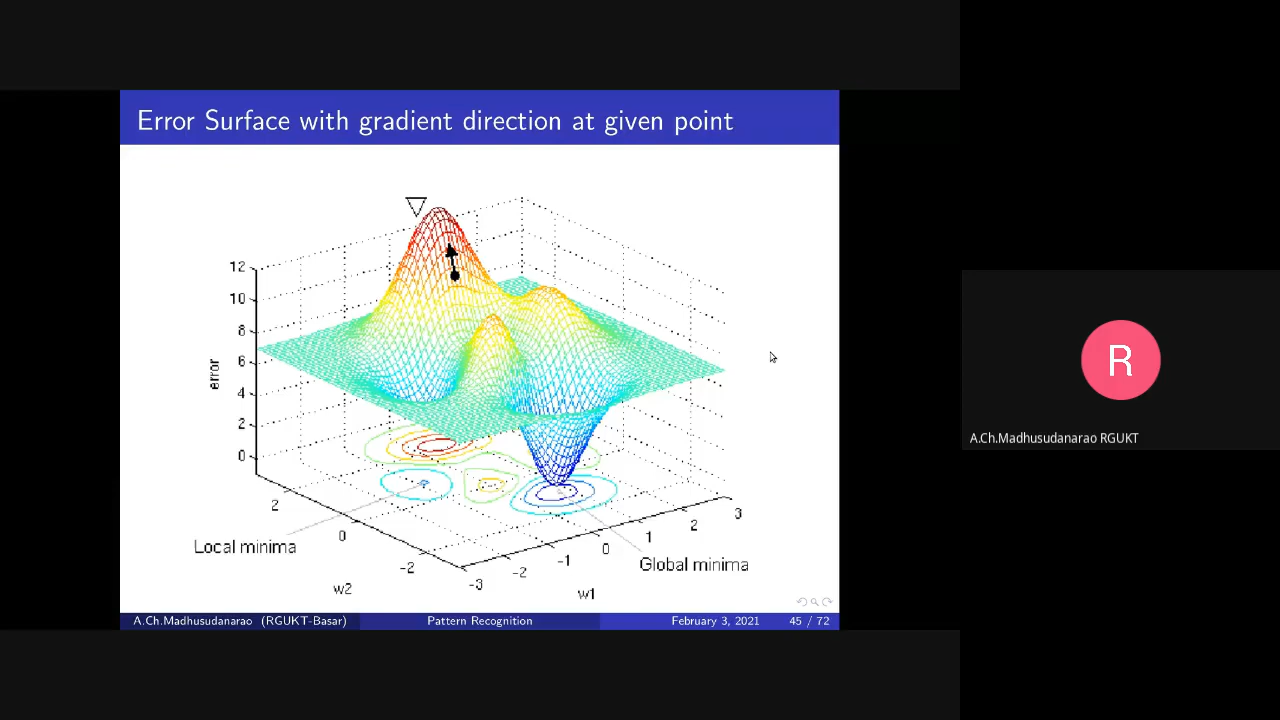 Error Surface with gradient direction at given point
12
10
8
6
4
2
0
error
2
0
-2
w2
-3
-2
-1
0
1
2
3
w1
Local minima
Global minima
A.Ch.Madhusudanarao (RGUKT-Basar)
Pattern Recognition
February 3, 2021
45 / 72
R
A.Ch.Madhusudanarao RGUKT